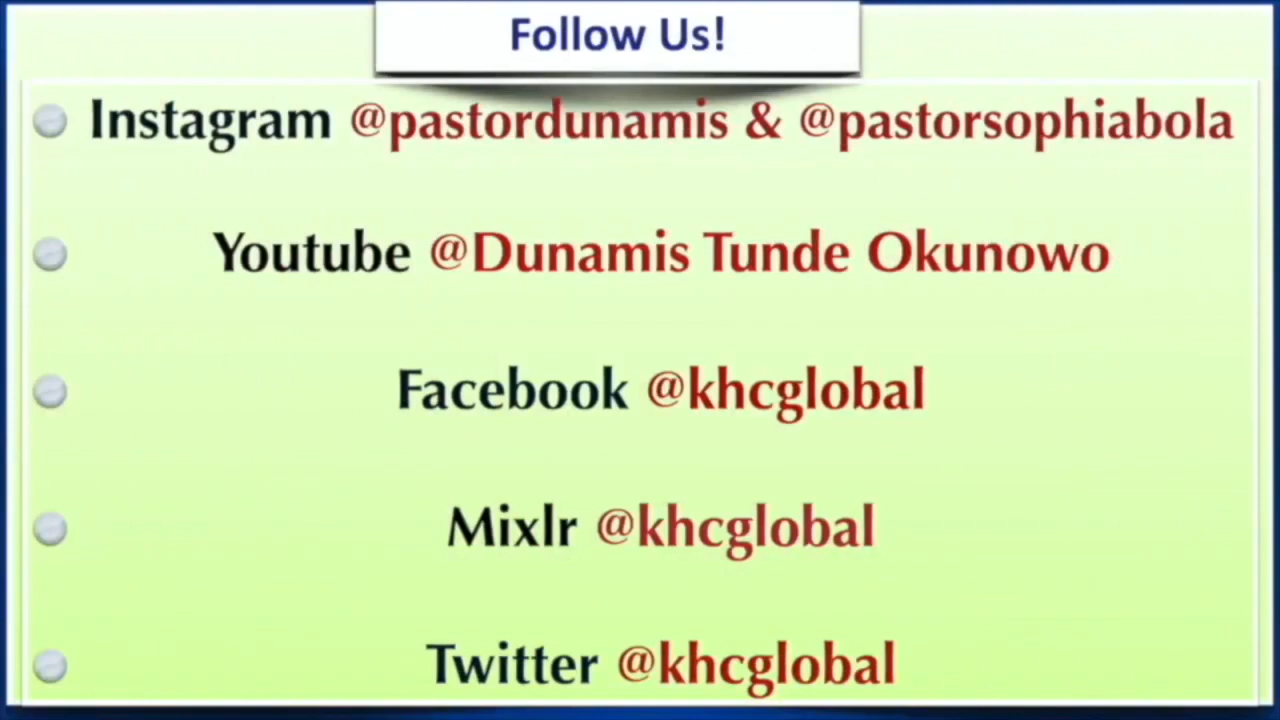 Follow Us!
Instagram @pastordunamis & @pastorsophiabola
Youtube @Dunamis Tunde Okunowo
Facebook @khcglobal
Mixlr @khcglobal
Twitter @khcglobal